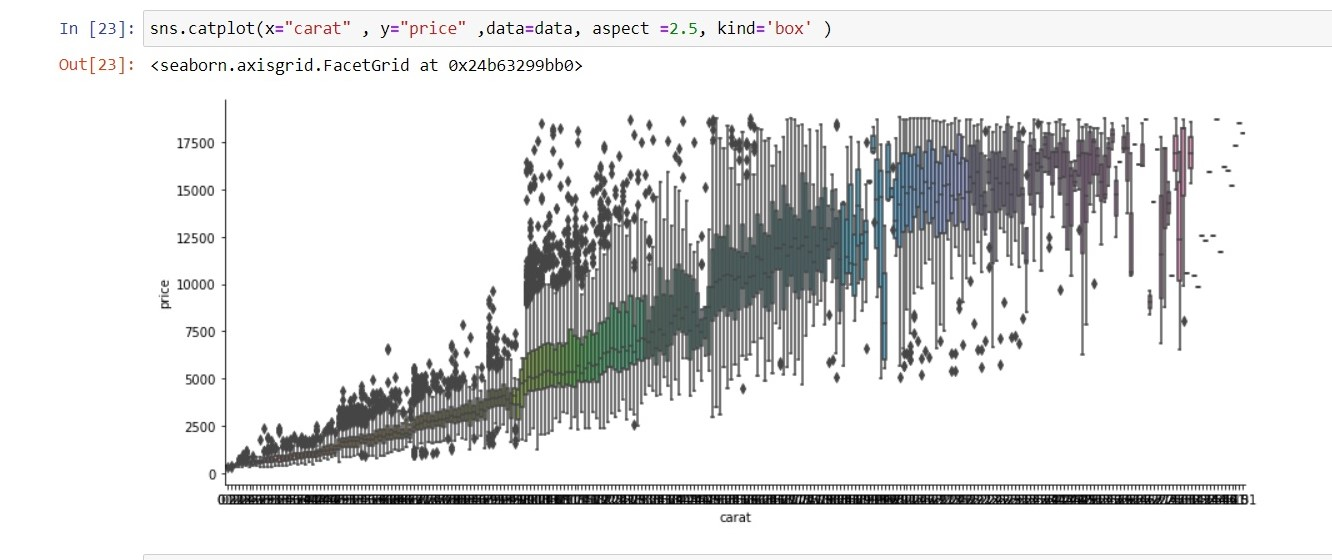 In [23]: sns.catplot(x="carat" , y="price" ,data=data, aspect =2.5, kind='box' )
Out[23]: <seaborn.axisgrid.FacetGrid at 0x24b63299bb0>
17500
15000
12500
10000
7500
5000
2500
0
price
carat